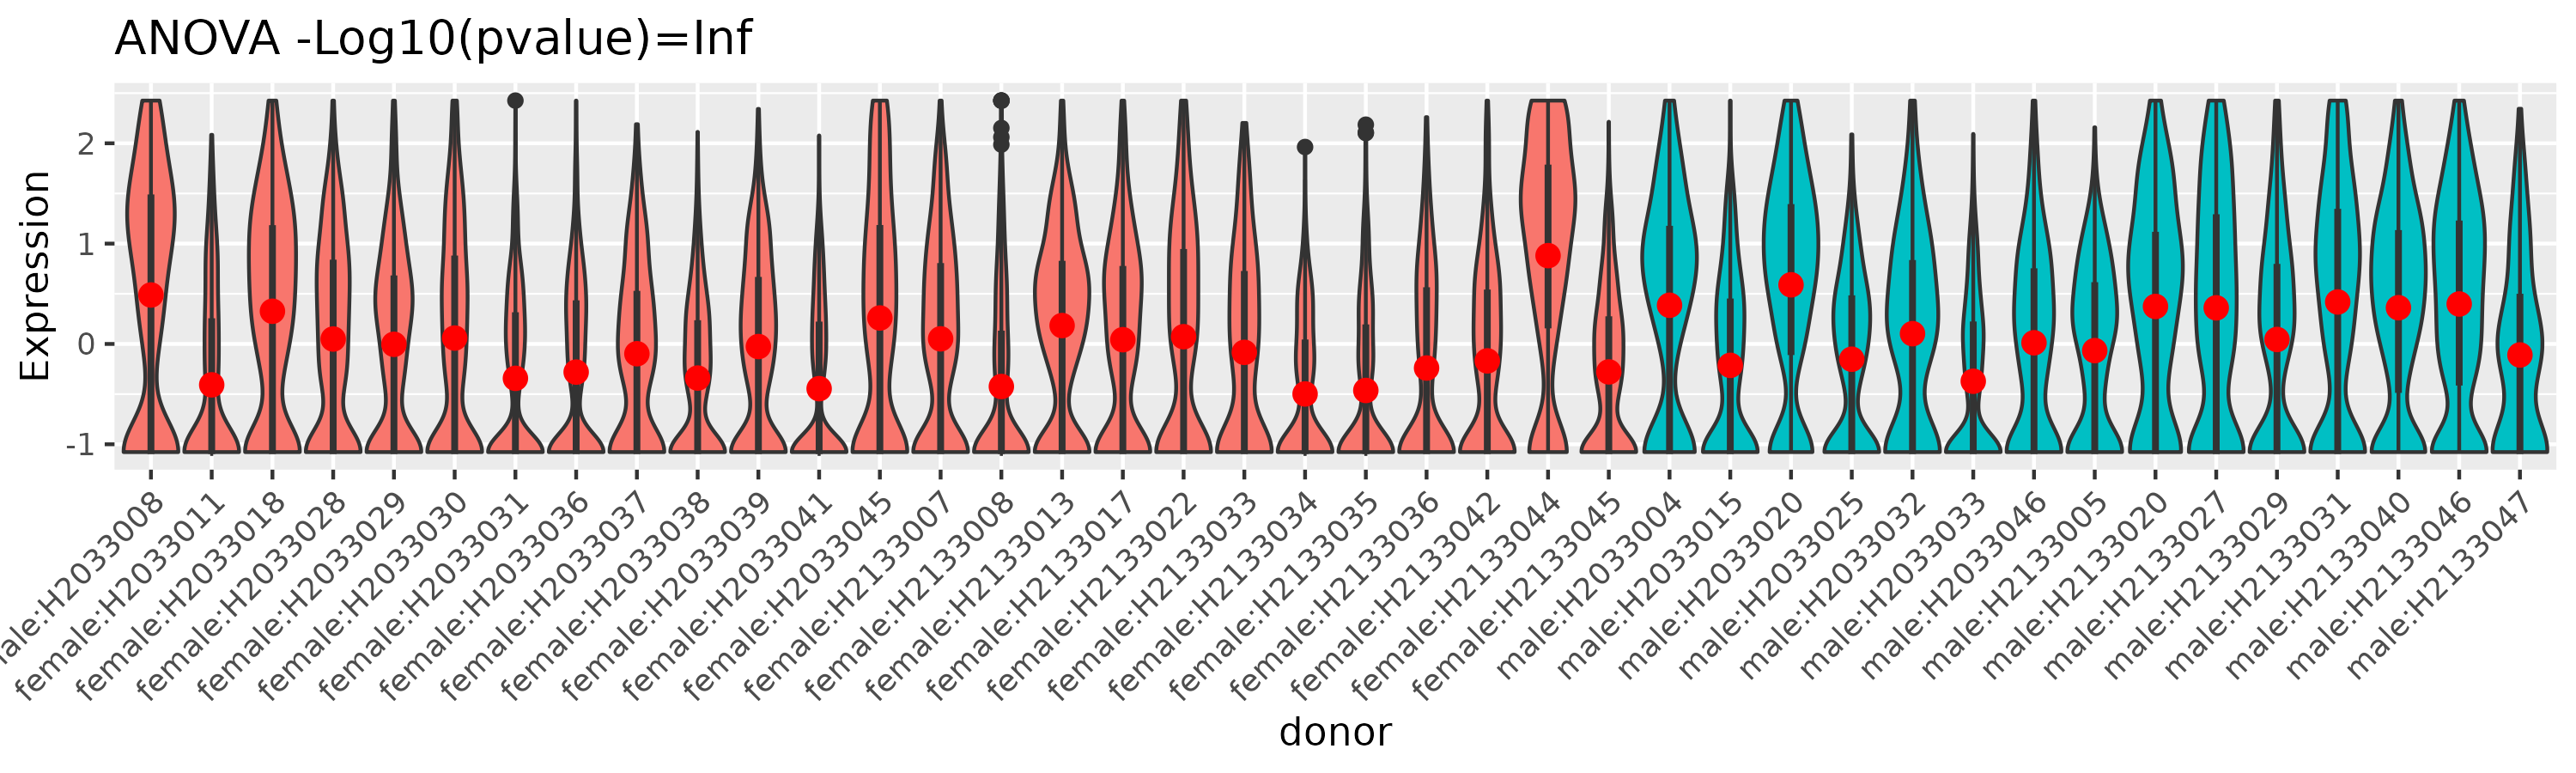 ANOVA -Log10(pvalue)=Inf
Expression
2
1
0
-1
male:H2033008
female:H2033011
female:H2033018
female:H2033028
female:H2033029
female:H2033030
female:H2033031
female:H2033036
female:H2033037
female:H2033038
female:H2033039
female:H2033041
female:H2033045
female:H2133007
female:H2133008
female:H2133013
female:H2133017
female:H2133022
female:H2133033
female:H2133034
female:H2133035
female:H2133036
female:H2133042
female:H2133044
female:H2133045
male:H2033004
male:H2033015
male:H2033020
male:H2033025
male:H2033032
male:H2033033
male:H2033046
male:H2133005
male:H2133020
male:H2133027
male:H2133029
male:H2133031
male:H2133040
male:H2133046
male:H2133047
donor